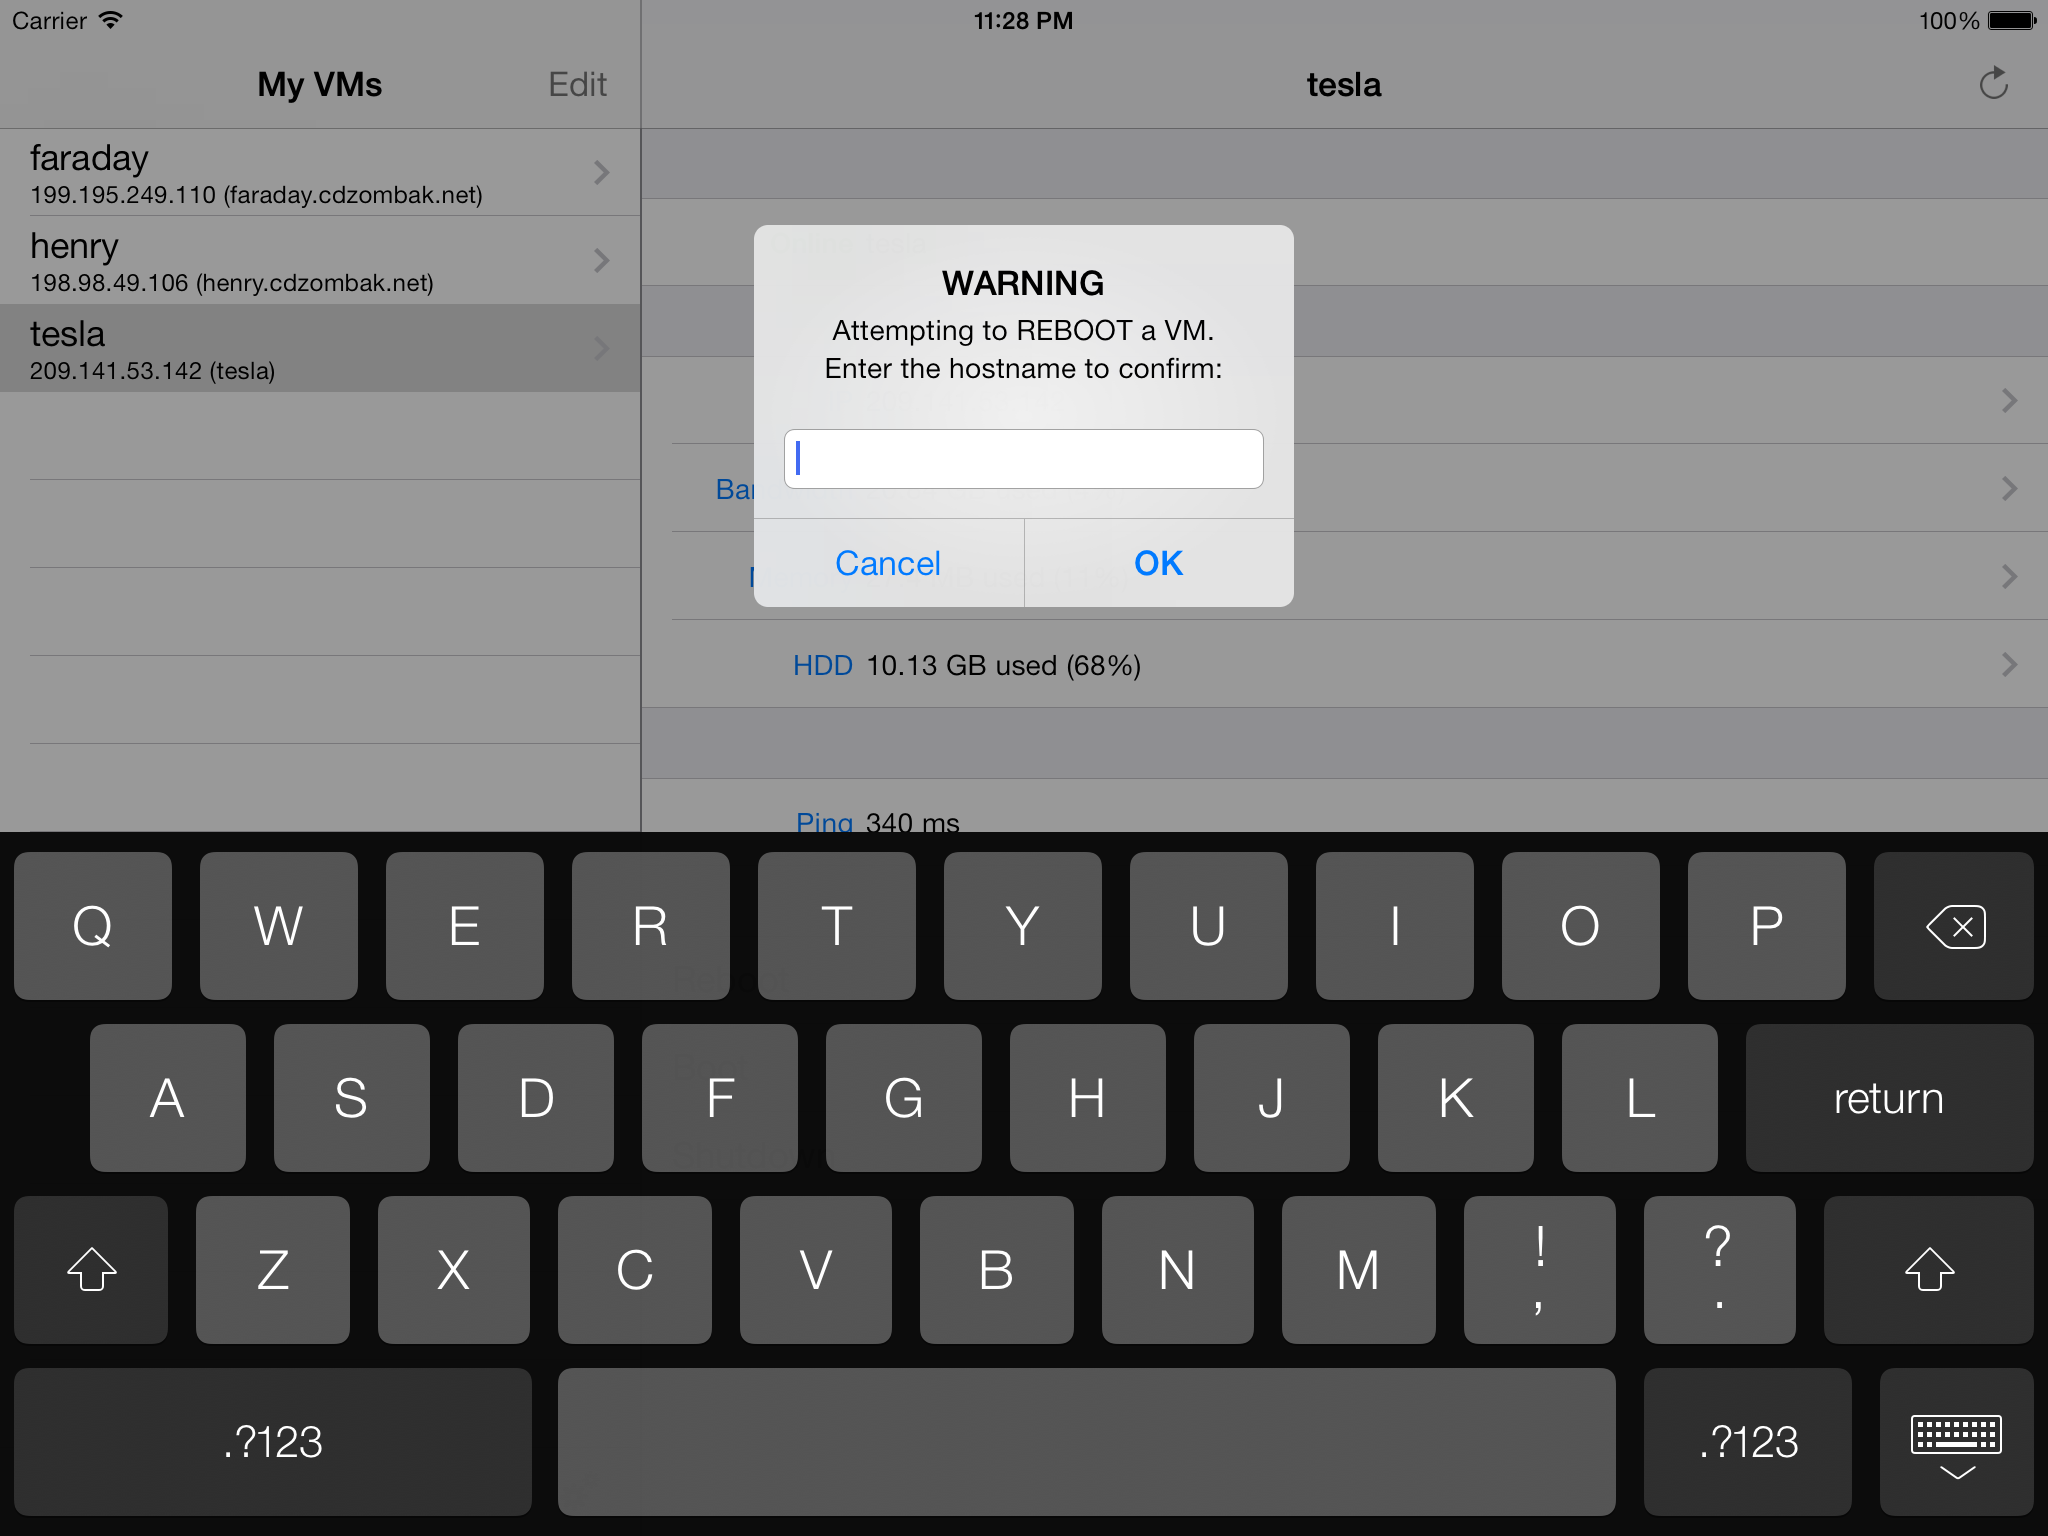 Carrier 11:28 PM 100%
My VMs Edit tesla
faraday
199.195.249.110 (faraday.cdzombak.net)
henry
198.98.49.106 (henry.cdzombak.net)
tesla
209.141.53.142 (tesla)
Online tesla
WARNING
Attempting to REBOOT a VM.
Enter the hostname to confirm:
Cancel OK
HDD 10.13 GB used (68%)
Ping 340 ms
Q W E R T Y U I O P
A S D F G H J K L return
Z X C V B N M ! , ? .
.?123 .?123